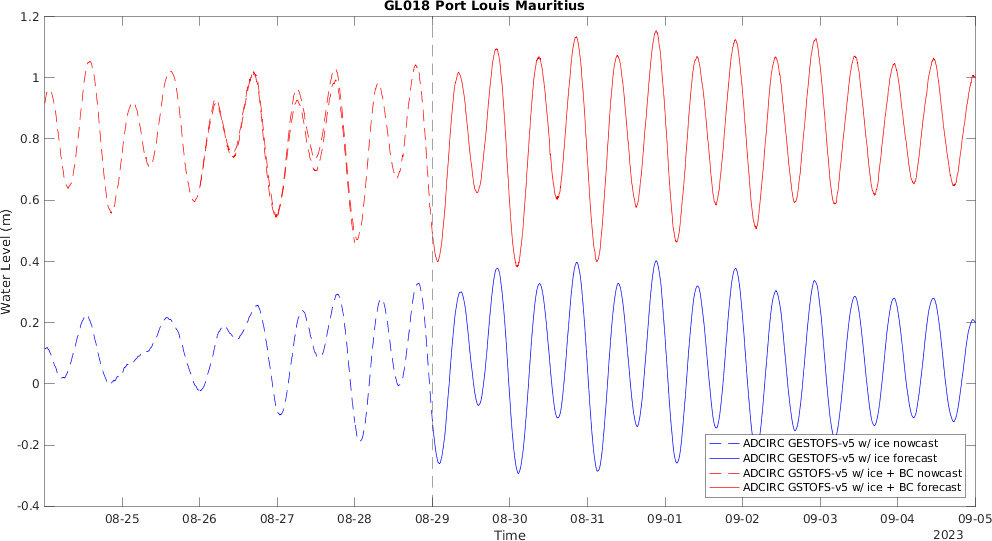 GL018 Port Louis Mauritius
1.2
1
0.8
0.6
0.4
0.2
0
-0.2
-0.4
Water Level (m)
08-25 08-26 08-27 08-28 08-29 08-30 08-31 09-01 09-02 09-03 09-04 09-05
Time
2023
ADCIRC GESTOFS-v5 w/ ice nowcast
ADCIRC GESTOFS-v5 w/ ice forecast
ADCIRC GSTOFS-v5 w/ ice + BC nowcast
ADCIRC GSTOFS-v5 w/ ice + BC forecast